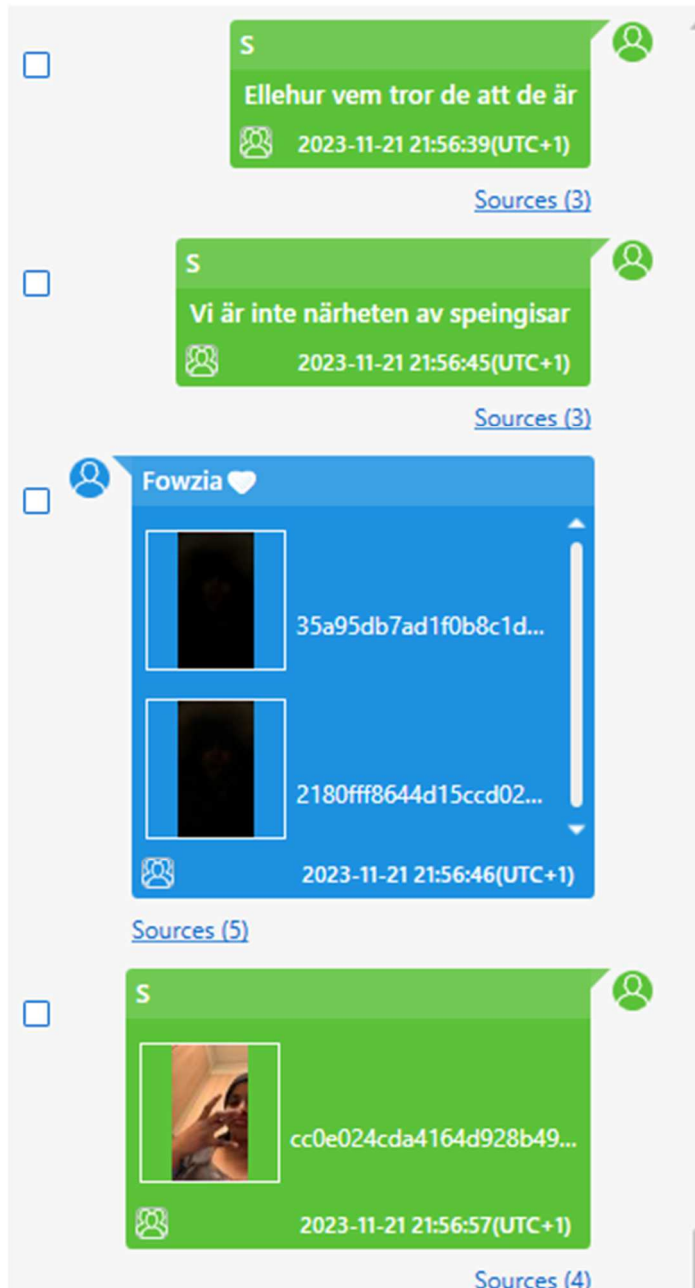 S
Ellehur vem tror de att de är
2023-11-21 21:56:39(UTC+1)
Sources (3)
S
Vi är inte närheten av speingisar
2023-11-21 21:56:45(UTC+1)
Sources (3)
Fowzia🤍
35a95db7ad1f0b8c1d...
2180fff8644d15ccd02...
2023-11-21 21:56:46(UTC+1)
Sources (5)
S
cc0e024cda4164d928b49...
2023-11-21 21:56:57(UTC+1)
Sources (4)